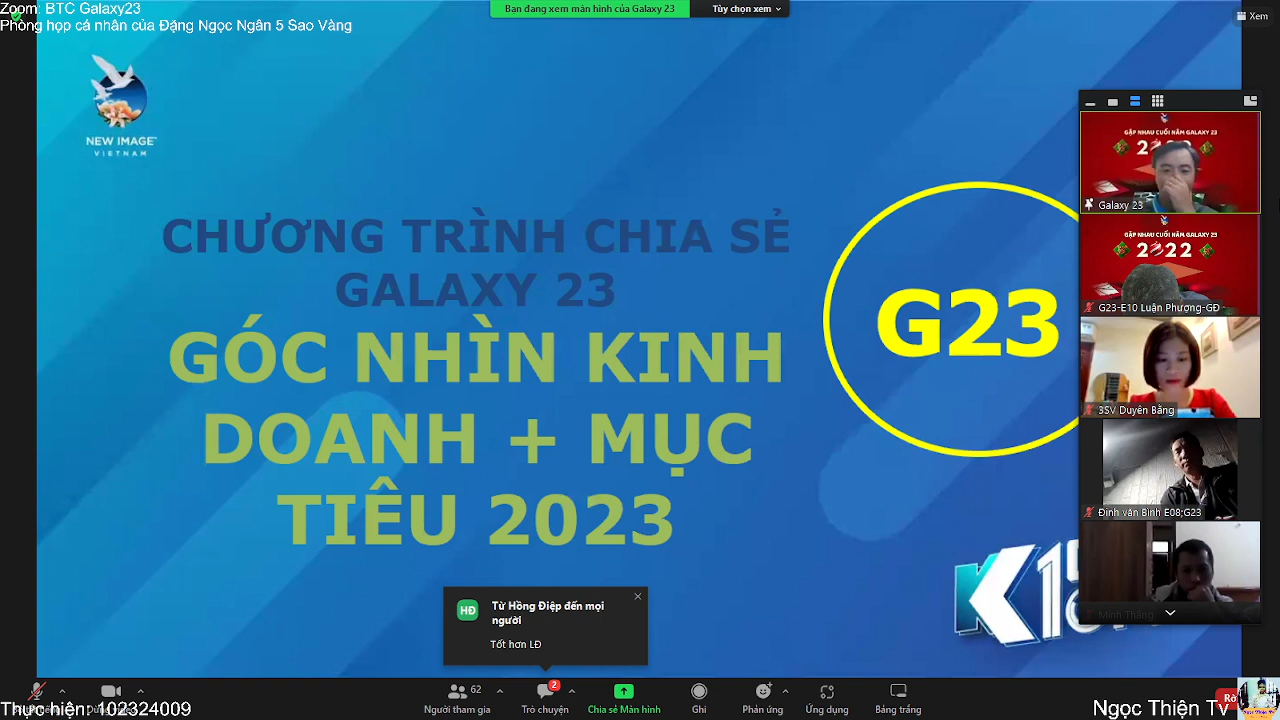 Zoom: BTC Galaxy23
Phòng họp cá nhân của Đặng Ngọc Ngân 5 Sao Vàng
Bạn đang xem màn hình của Galaxy 23
Tùy chọn xem
Xem
NEW IMAGE
VIETNAM
CHƯƠNG TRÌNH CHIA SẺ
GALAXY 23
GÓC NHÌN KINH
DOANH + MỤC
TIÊU 2023
G23
GẶP NHAU CUỐI NĂM GALAXY 23
Galaxy 23
GẶP NHAU CUỐI NĂM GALAXY 23
2022
G23-E10 Luận Phượng-GĐ
3SV Duyên Bằng
Đinh văn Bình E08;G23
Minh Thắng
HĐ
Từ Hồng Điệp đến mọi
người
Tốt hơn LĐ
62
2
Người tham gia
Trò chuyện
Chia sẻ Màn hình
Ghi
Phản ứng
Ứng dụng
Bảng trắng
Thực hiện: 102324009
Ngọc Thiện TV